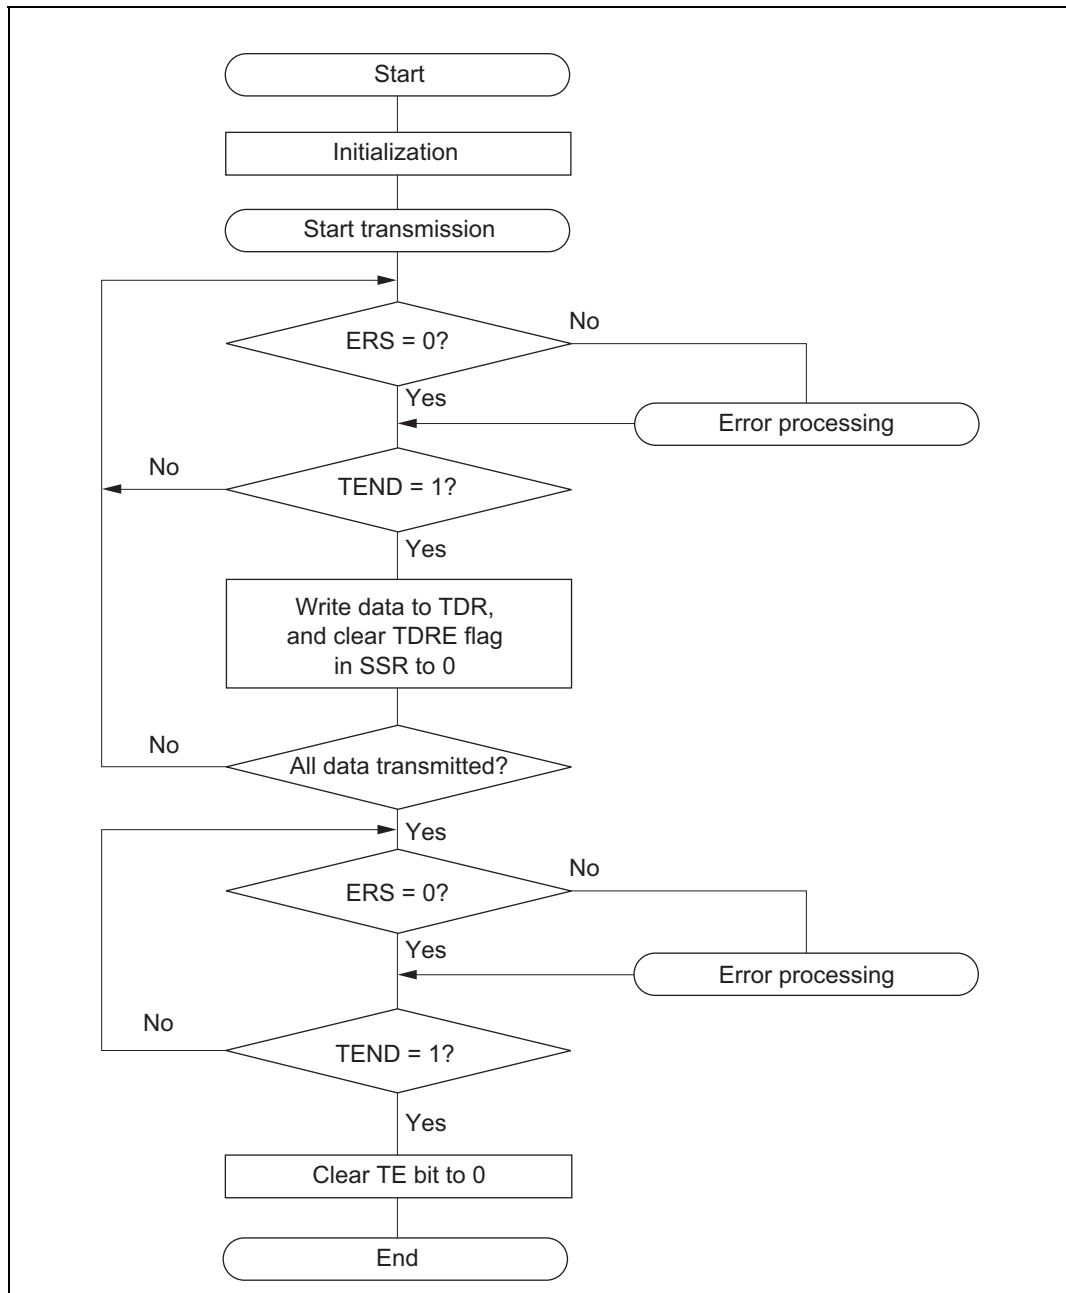 Start
Initialization
Start transmission
ERS = 0?
No
Yes
Error processing
No
TEND = 1?
Yes
Write data to TDR,
and clear TDRE flag
in SSR to 0
No
All data transmitted?
Yes
ERS = 0?
No
Yes
Error processing
No
TEND = 1?
Yes
Clear TE bit to 0
End